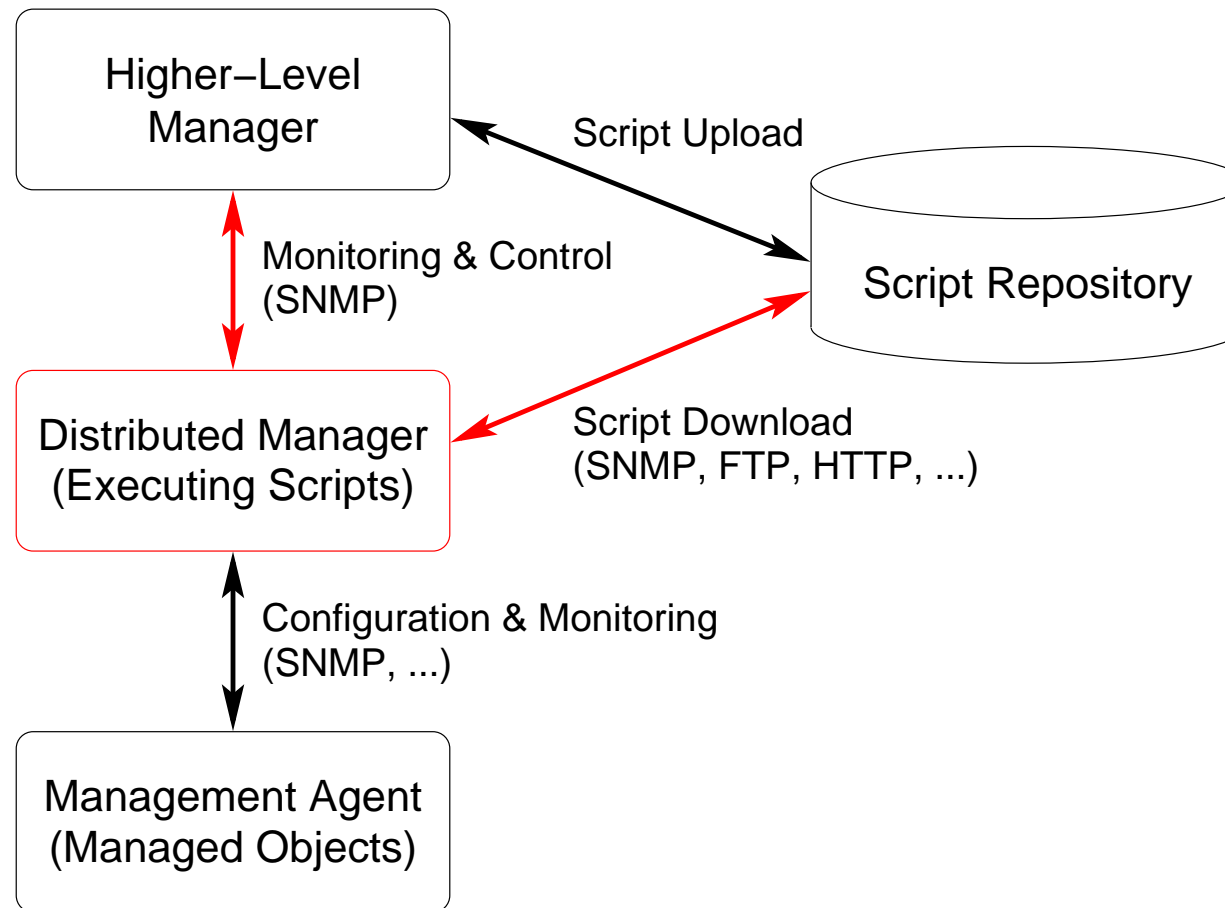 Higher−Level
Manager
Script Upload
Monitoring & Control
(SNMP)
Script Repository
Distributed Manager
(Executing Scripts)
Script Download
(SNMP, FTP, HTTP, ...)
Configuration & Monitoring
(SNMP, ...)
Management Agent
(Managed Objects)